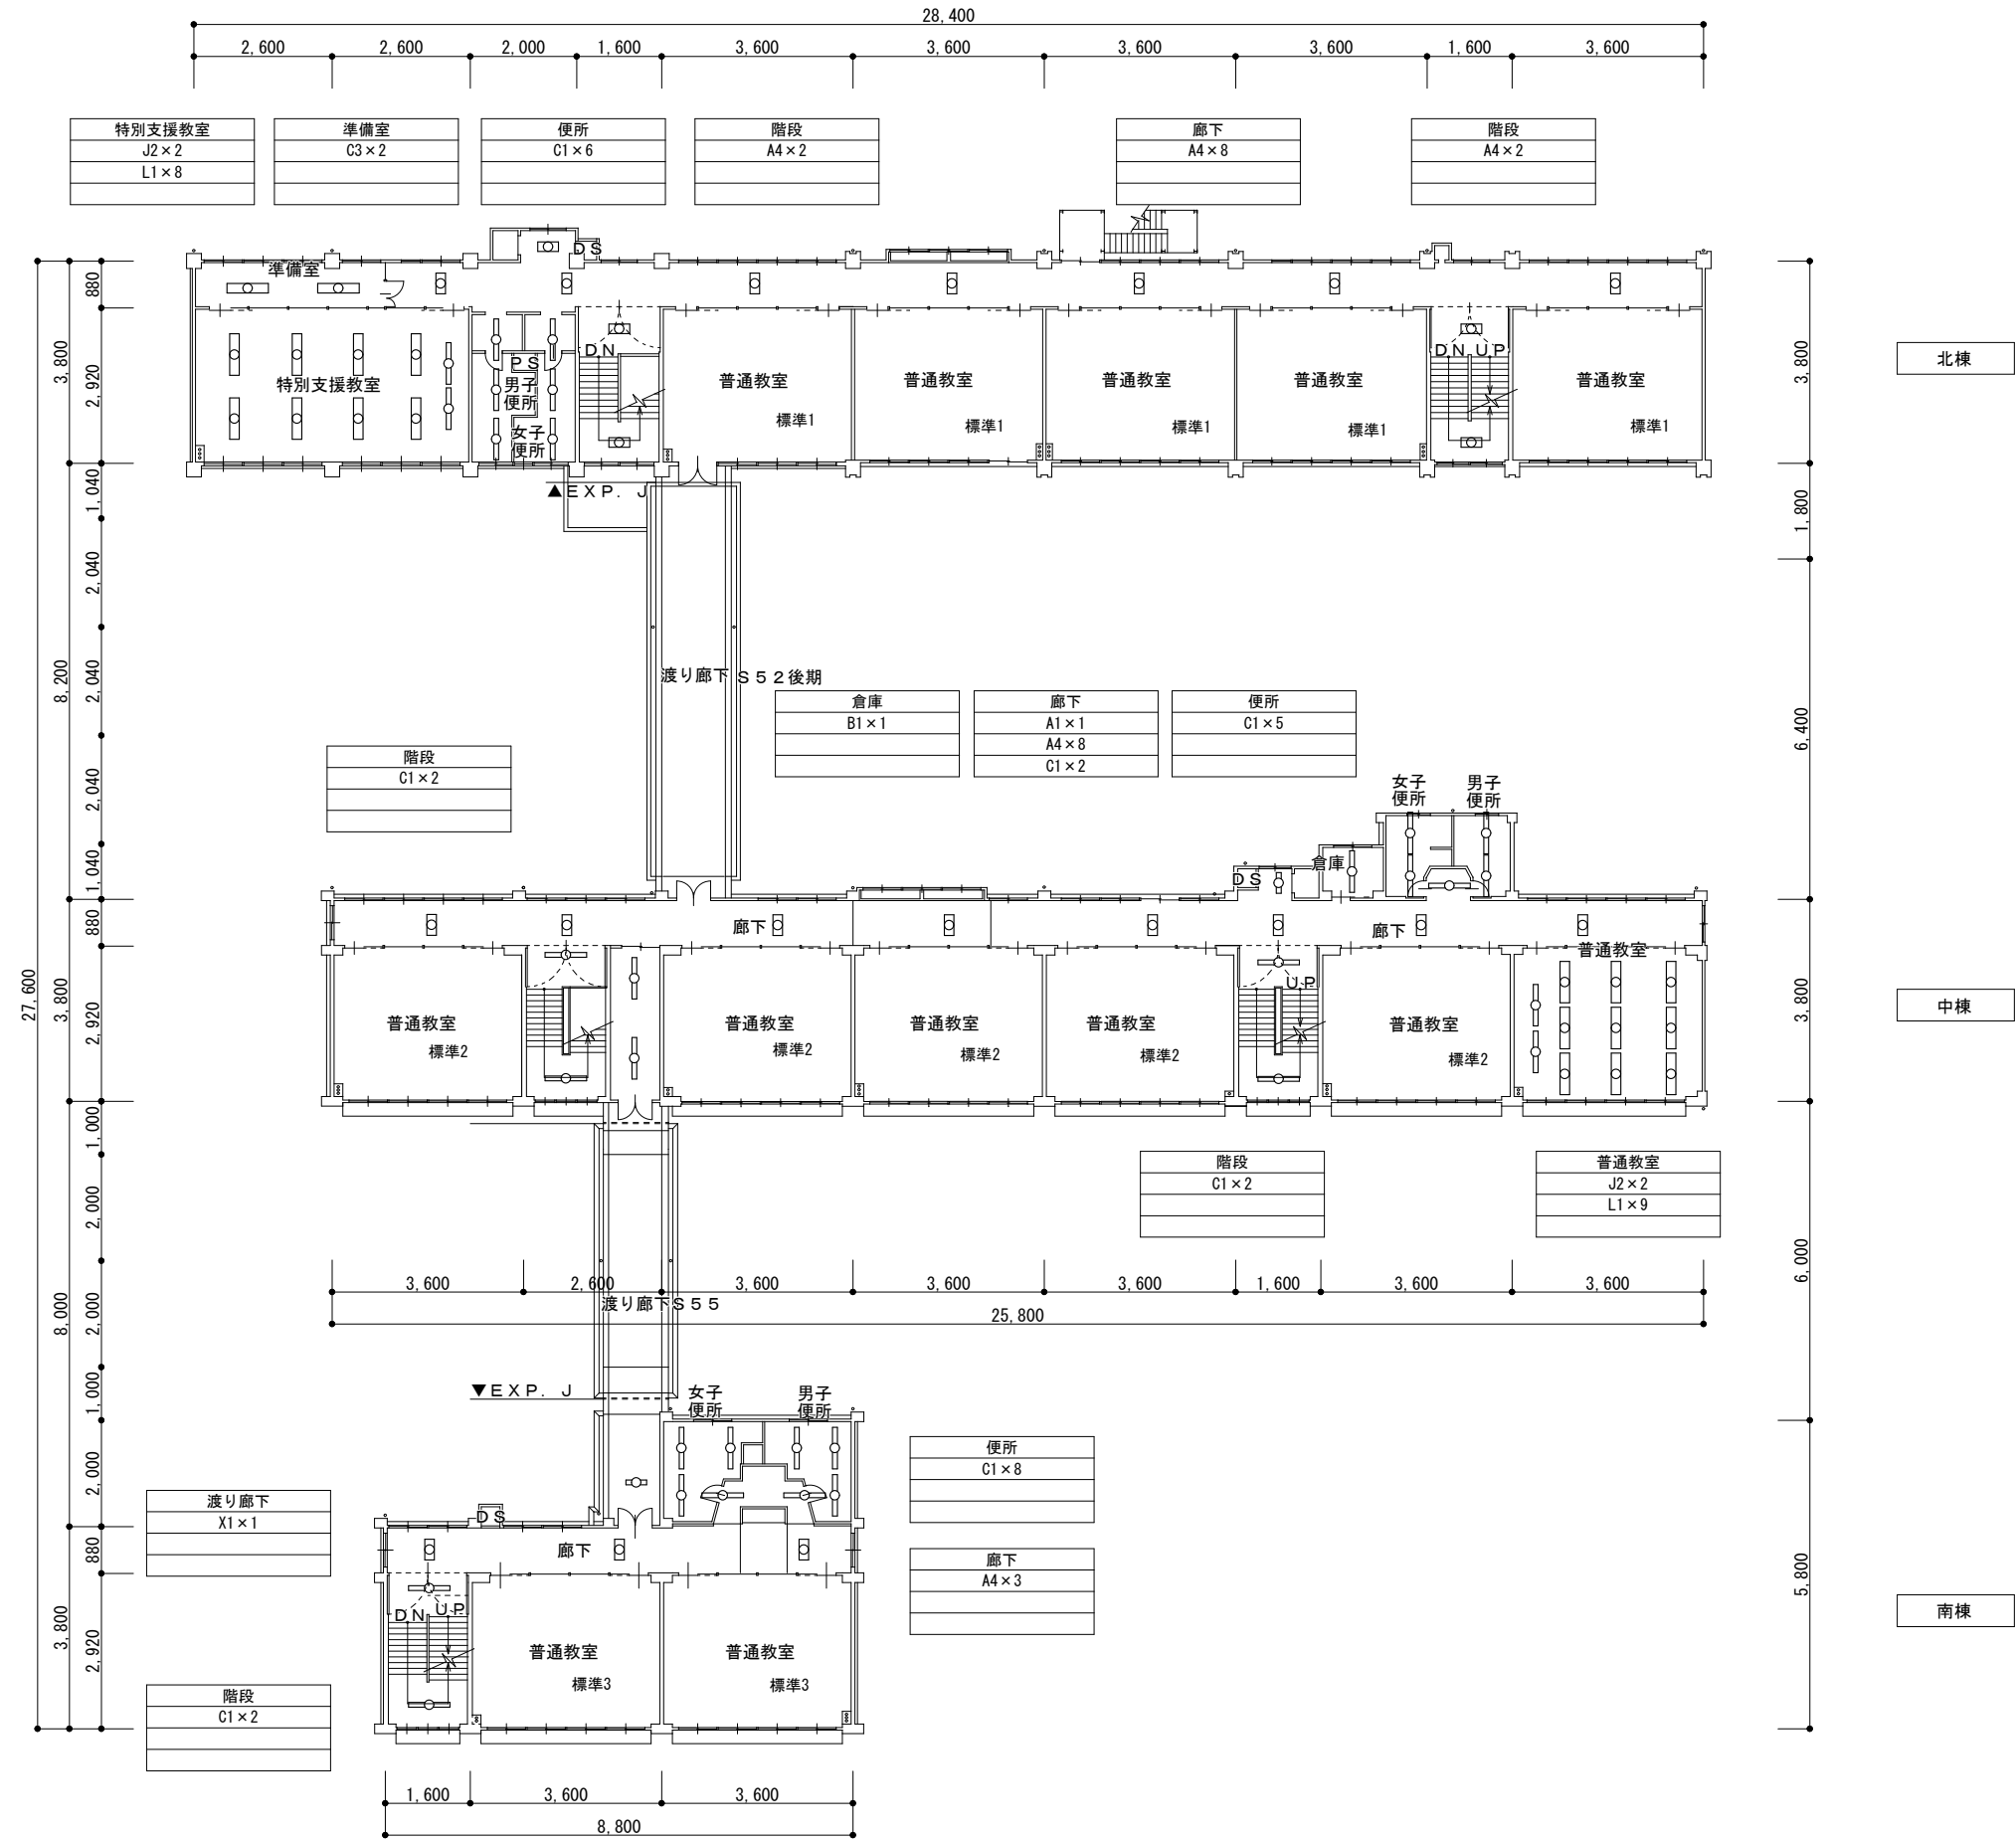 28,400
2,600 2,600 2,000 1,600 3,600 3,600 3,600 3,600 1,600 3,600
特別支援教室
J2×2
L1×8
準備室
C3×2
便所
C1×6
階段
A4×2
廊下
A4×8
階段
A4×2
準備室
DS
特別支援教室
PS
男子
便所
女子
便所
DN
普通教室
標準1
普通教室
標準1
普通教室
標準1
普通教室
標準1
DN UP
普通教室
標準1
北棟
▲EXP. J
渡り廊下 S52後期
階段
C1×2
倉庫
B1×1
廊下
A1×1
A4×8
C1×2
便所
C1×5
女子
便所
男子
便所
倉庫
DS
廊下
廊下
普通教室
普通教室
標準2
普通教室
標準2
普通教室
標準2
普通教室
標準2
UP
普通教室
標準2
中棟
階段
C1×2
普通教室
J2×2
L1×9
3,600 2,600 3,600 3,600 3,600 1,600 3,600 3,600
渡り廊下S55
25,800
▼EXP. J
女子
便所
男子
便所
便所
C1×8
渡り廊下
X1×1
DS
廊下
廊下
A4×3
DN UP
普通教室
標準3
普通教室
標準3
南棟
階段
C1×2
1,600 3,600 3,600
8,800
27,600
3,800
8,200
3,800
8,000
3,800
880
2,920
1,040
2,040
2,040
2,040
1,040
880
2,920
1,000
2,000
2,000
1,000
2,000
880
2,920
3,800
1,800
6,400
3,800
6,000
5,800